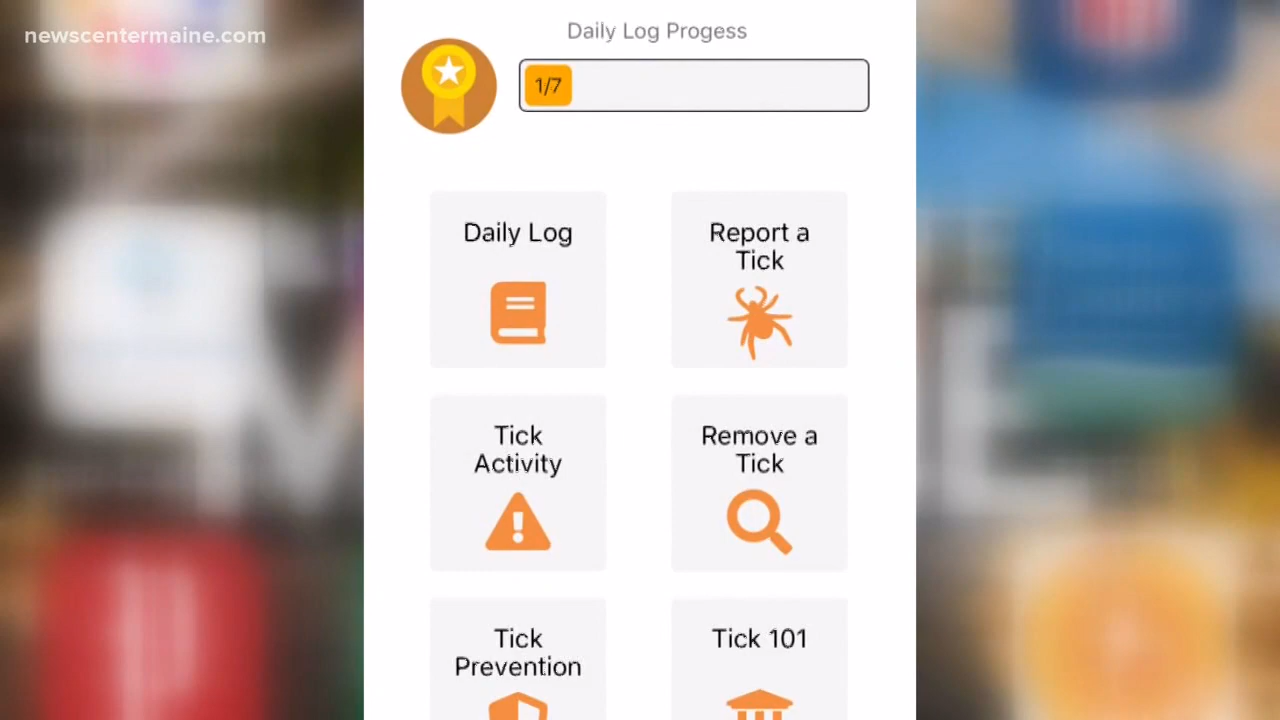 newscentermaine.com
Daily Log Progess
1/7
Daily Log
Report a
Tick
Tick
Activity
Remove a
Tick
Tick
Prevention
Tick 101